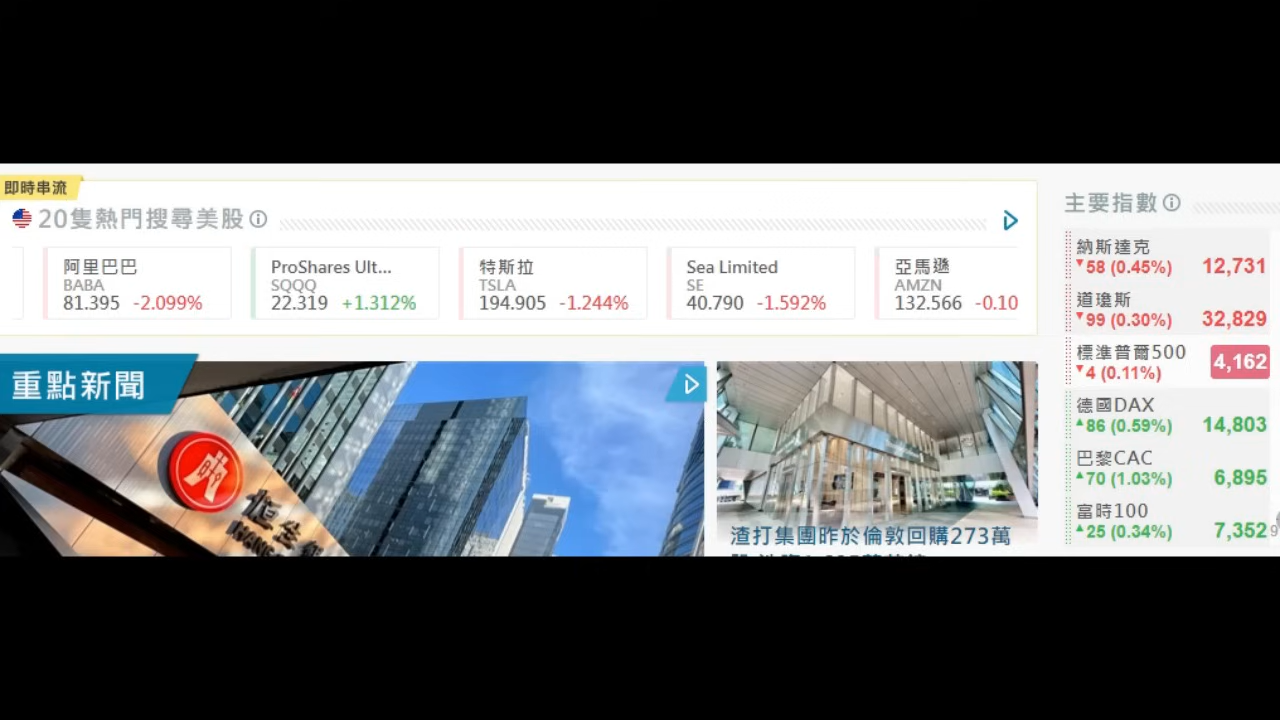 即時串流
20隻熱門搜尋美股
阿里巴巴
BABA
81.395 -2.099%
ProShares Ult...
SQQQ
22.319 +1.312%
特斯拉
TSLA
194.905 -1.244%
Sea Limited
SE
40.790 -1.592%
亞馬遜
AMZN
132.566 -0.10
重點新聞
恒生
渣打集團昨於倫敦回購273萬
主要指數
納斯達克
58 (0.45%) 12,731
道瓊斯
99 (0.30%) 32,829
標準普爾500
4 (0.11%) 4,162
德國DAX
86 (0.59%) 14,803
巴黎CAC
70 (1.03%) 6,895
富時100
25 (0.34%) 7,352